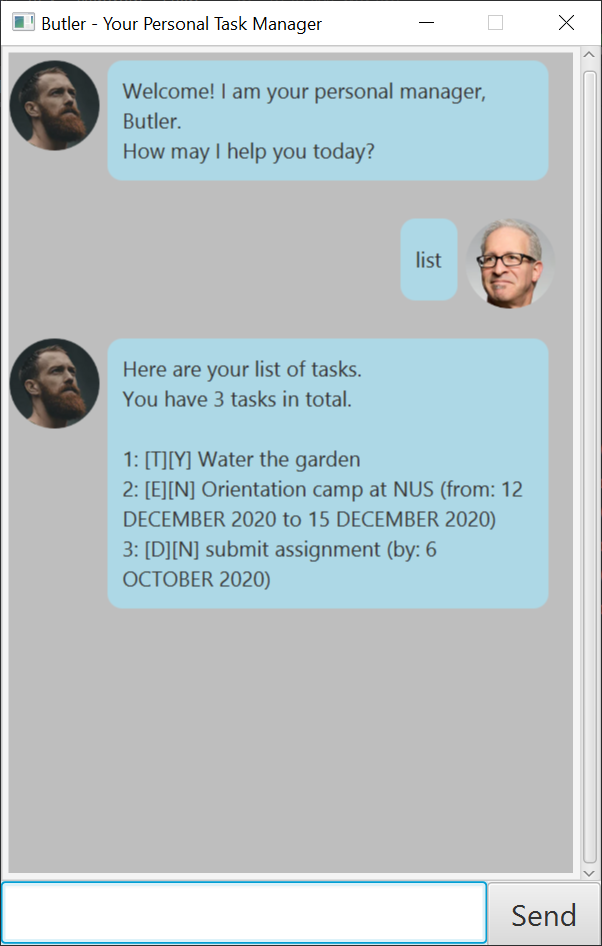 Butler - Your Personal Task Manager
Welcome! I am your personal manager,
Butler.
How may I help you today?
list
Here are your list of tasks.
You have 3 tasks in total.
1: [T][Y] Water the garden
2: [E][N] Orientation camp at NUS (from: 12
DECEMBER 2020 to 15 DECEMBER 2020)
3: [D][N] submit assignment (by: 6
OCTOBER 2020)
Send